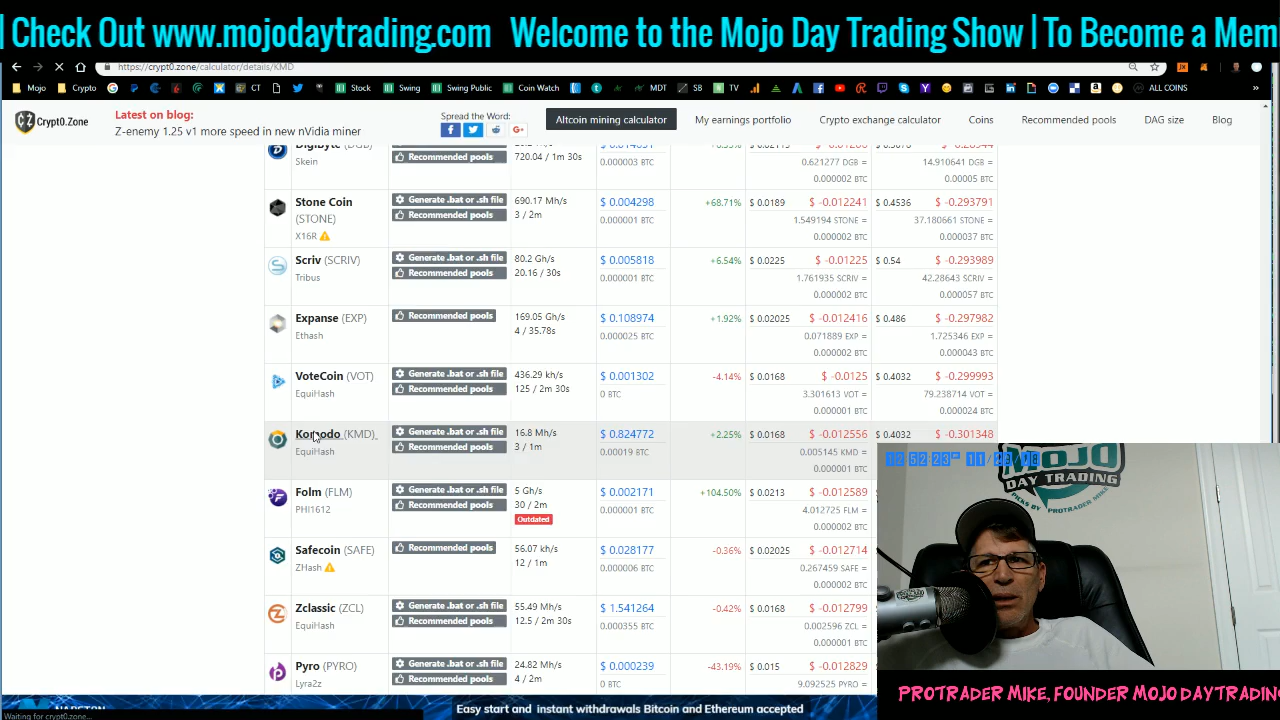 | Check Out www.mojodaytrading.com Welcome to the Mojo Day Trading Show | To Become a Mem
https://crypt0.zone/calculator/details/KMD
Mojo Crypto CT Stock Swing Swing Public Coin Watch MDT SB TV ALL COINS
Crypt0.Zone
Latest on blog:
Z-enemy 1.25 v1 more speed in new nVidia miner
Spread the Word:
Altcoin mining calculator My earnings portfolio Crypto exchange calculator Coins Recommended pools DAG size Blog
DigiByte (DGB)
Skein
Recommended pools
720.04 / 1m 30s
0.000003 BTC
0.621277 DGB =
0.000002 BTC
14.910641 DGB =
0.00005 BTC
Stone Coin
(STONE)
X16R
Generate .bat or .sh file
Recommended pools
690.17 Mh/s
3 / 2m
$ 0.004298
0.000001 BTC
+68.71%
$ 0.0189 $ -0.012241
1.549194 STONE =
0.000002 BTC
$ 0.4536 $ -0.293791
37.180661 STONE =
0.000037 BTC
Scriv (SCRIV)
Tribus
Generate .bat or .sh file
Recommended pools
80.2 Gh/s
20.16 / 30s
$ 0.005818
0.000001 BTC
+6.54%
$ 0.0225 $ -0.01225
1.761935 SCRIV =
0.000002 BTC
$ 0.54 $ -0.293989
42.28643 SCRIV =
0.000057 BTC
Expanse (EXP)
Ethash
Recommended pools
169.05 Gh/s
4 / 35.78s
$ 0.108974
0.000025 BTC
+1.92%
$ 0.02025 $ -0.012416
0.071889 EXP =
0.000002 BTC
$ 0.486 $ -0.297982
1.725346 EXP =
0.000043 BTC
VoteCoin (VOT)
EquiHash
Generate .bat or .sh file
Recommended pools
436.29 kh/s
125 / 2m 30s
$ 0.001302
0 BTC
-4.14%
$ 0.0168 $ -0.0125
3.301613 VOT =
0.000001 BTC
$ 0.4032 $ -0.299993
79.238714 VOT =
0.000024 BTC
Komodo (KMD)
EquiHash
Generate .bat or .sh file
Recommended pools
16.8 Mh/s
3 / 1m
$ 0.824772
0.00019 BTC
+2.25%
$ 0.0168 $ -0.012556
0.005145 KMD =
0.000001 BTC
$ 0.4032 $ -0.301348
Folm (FLM)
PHI1612
Generate .bat or .sh file
Recommended pools
5 Gh/s
30 / 2m
Outdated
$ 0.002171
0.000001 BTC
+104.50%
$ 0.0213 $ -0.012589
4.012725 FLM =
0.000002 BTC
Safecoin (SAFE)
ZHash
Recommended pools
56.07 kh/s
12 / 1m
$ 0.028177
0.000006 BTC
-0.36%
$ 0.02025 $ -0.012714
0.267459 SAFE =
0.000002 BTC
Zclassic (ZCL)
EquiHash
Generate .bat or .sh file
Recommended pools
55.49 Mh/s
12.5 / 2m 30s
$ 1.541264
0.000355 BTC
-0.42%
$ 0.0168 $ -0.012799
0.002596 ZCL =
0.000001 BTC
Pyro (PYRO)
Lyra2z
Generate .bat or .sh file
Recommended pools
24.82 Mh/s
4 / 2m
$ 0.000239
0 BTC
-43.19%
$ 0.015 $ -0.012829
9.092525 PYRO =
MOJO
DAY TRADING
PICKS BY PROTRADER MIKE
Easy start and instant withdrawals Bitcoin and Ethereum accepted
Waiting for crypt0.zone...
PROTRADER MIKE, FOUNDER MOJO DAYTRADIN